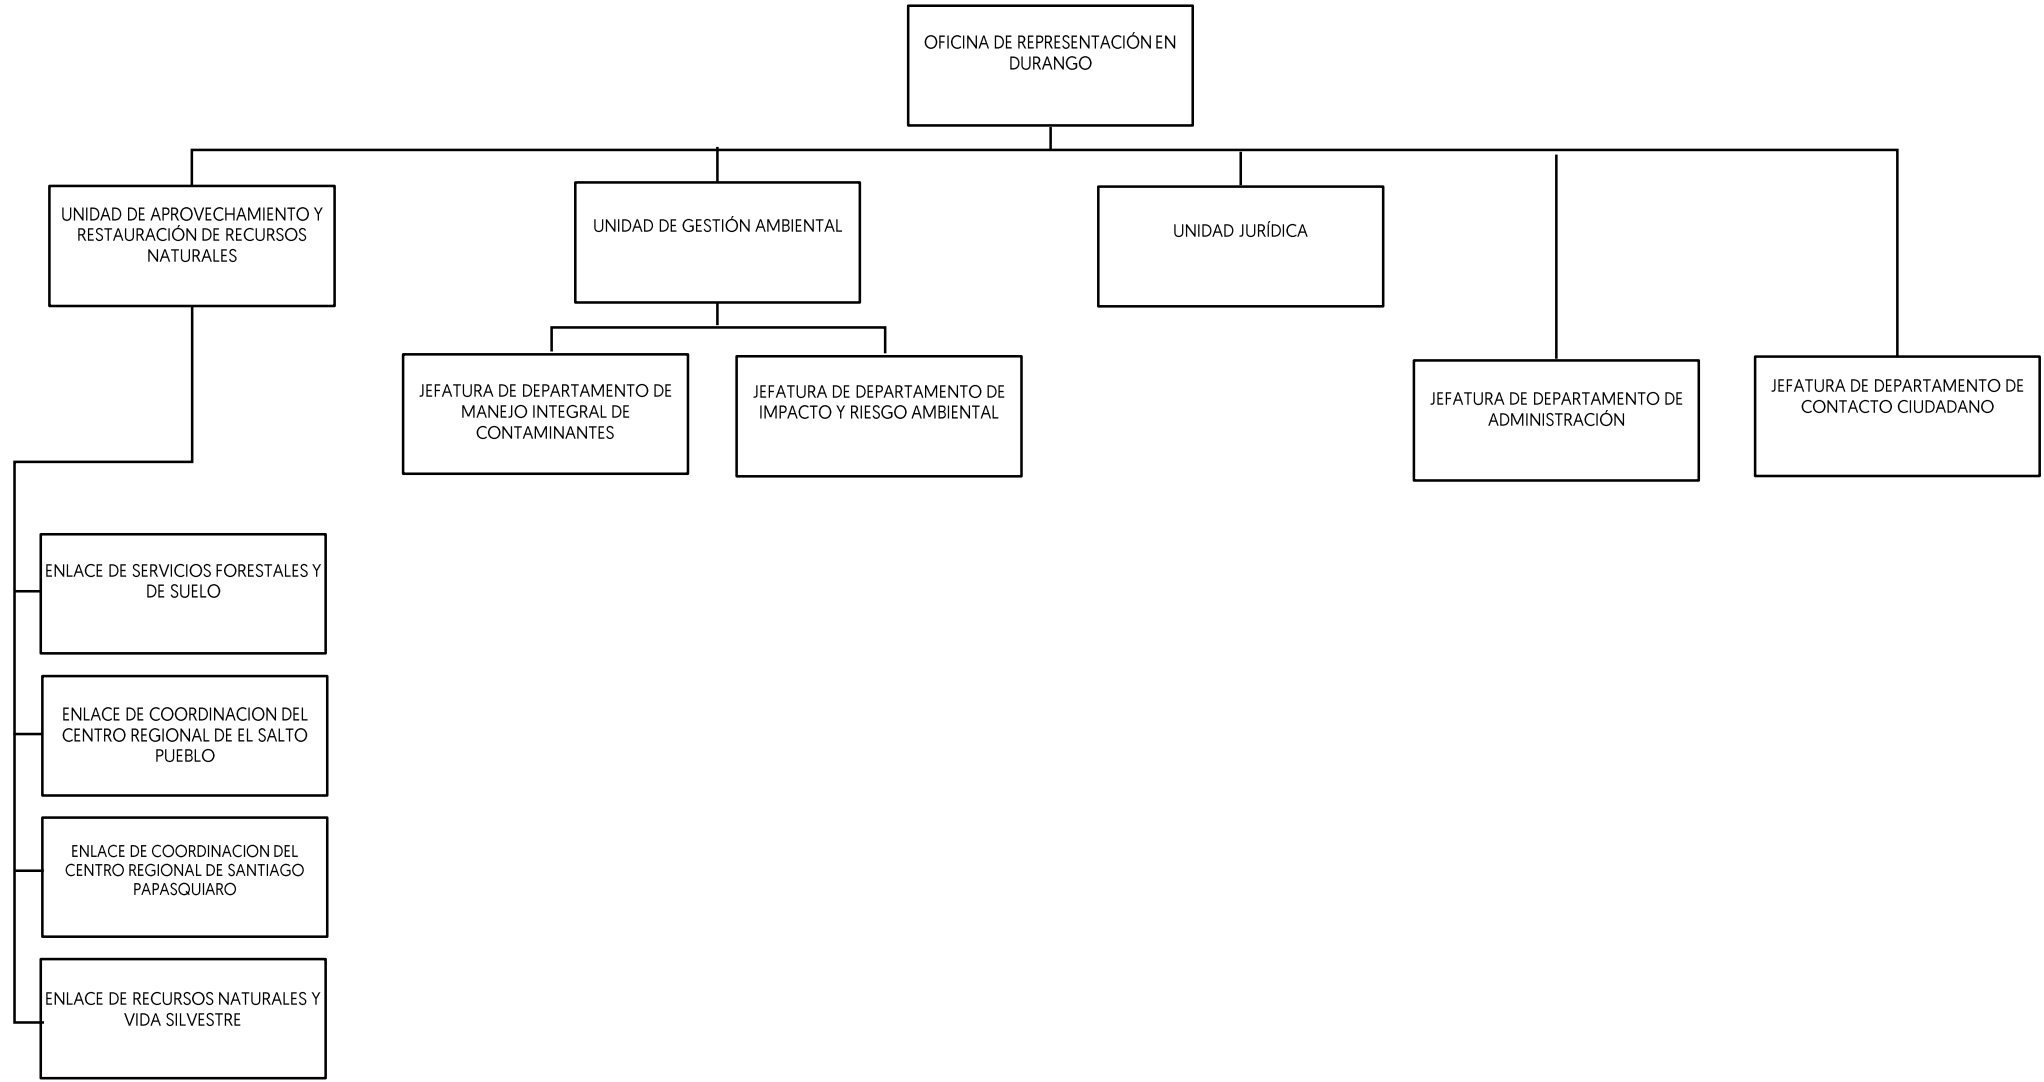 OFICINA DE REPRESENTACIÓN EN
DURANGO
UNIDAD DE APROVECHAMIENTO Y
RESTAURACIÓN DE RECURSOS
NATURALES
UNIDAD DE GESTIÓN AMBIENTAL
UNIDAD JURÍDICA
JEFATURA DE DEPARTAMENTO DE
MANEJO INTEGRAL DE
CONTAMINANTES
JEFATURA DE DEPARTAMENTO DE
IMPACTO Y RIESGO AMBIENTAL
JEFATURA DE DEPARTAMENTO DE
ADMINISTRACIÓN
JEFATURA DE DEPARTAMENTO DE
CONTACTO CIUDADANO
ENLACE DE SERVICIOS FORESTALES Y
DE SUELO
ENLACE DE COORDINACION DEL
CENTRO REGIONAL DE EL SALTO
PUEBLO
ENLACE DE COORDINACION DEL
CENTRO REGIONAL DE SANTIAGO
PAPASQUIARO
ENLACE DE RECURSOS NATURALES Y
VIDA SILVESTRE